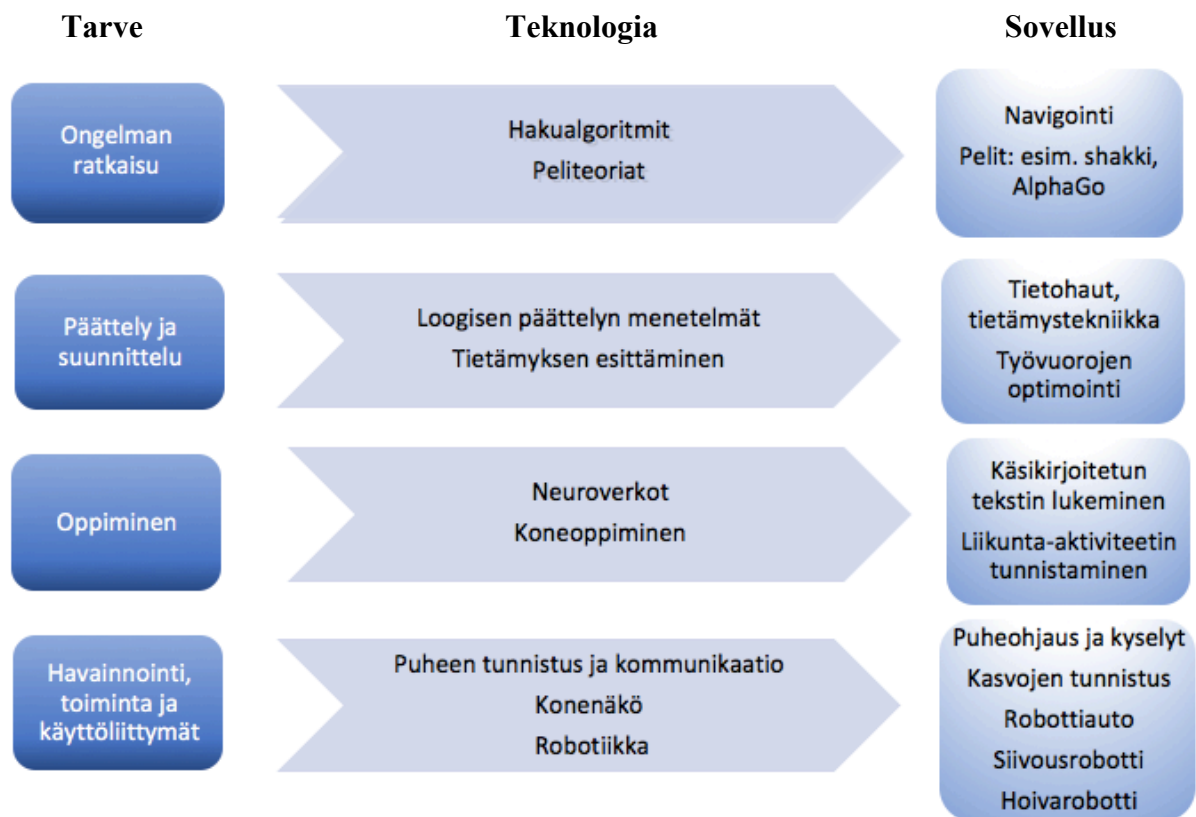 Tarve
Teknologia
Sovellus
Ongelman
ratkaisu
Hakualgoritmit
Peliteoriat
Navigointi
Pelit: esim. shakki,
AlphaGo
Päättely ja
suunnittelu
Loogisen päättelyn menetelmät
Tietämyksen esittäminen
Tietohaut,
tietämystekniikka
Työvuorojen
optimointi
Oppiminen
Neuroverkot
Koneoppiminen
Käsikirjoitetun
tekstin lukeminen
Liikunta-aktiviteetin
tunnistaminen
Havainnointi,
toiminta ja
käyttöliittymät
Puheen tunnistus ja kommunikaatio
Konenäkö
Robotiikka
Puheohjaus ja kyselyt
Kasvojen tunnistus
Robottiauto
Siivousrobotti
Hoivarobotti